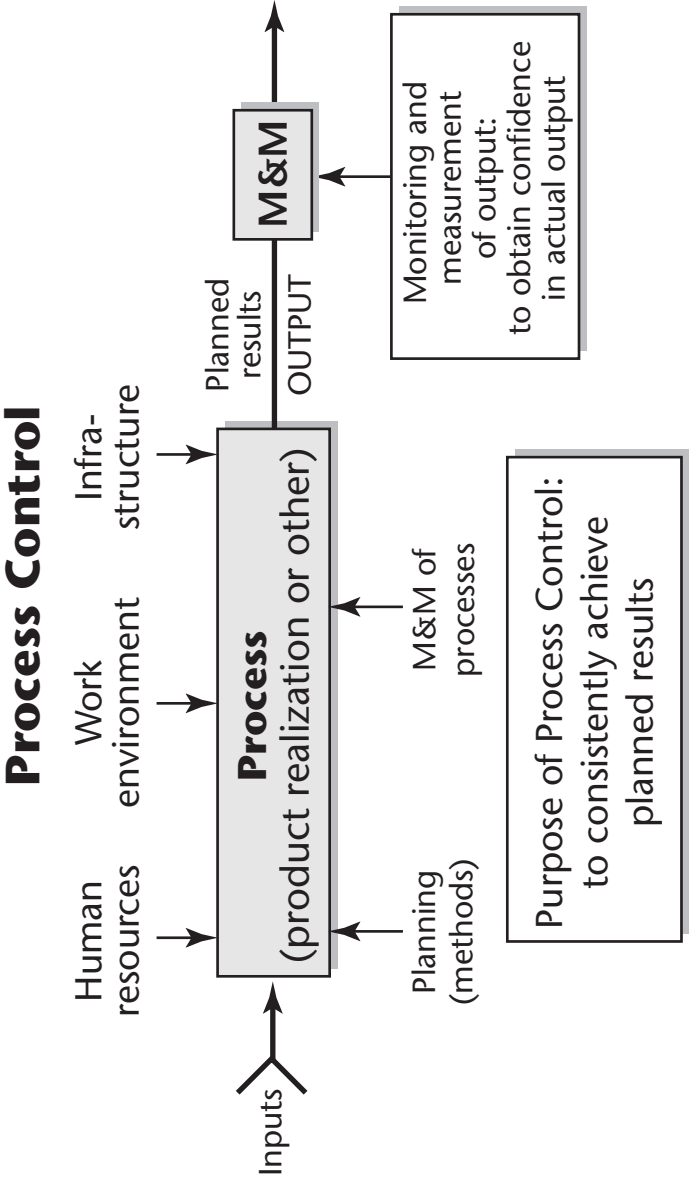 Process Control
Human
resources
Work
environment
Infra-
structure
Inputs
Process
(product realization or other)
Planned
results
OUTPUT
M&M
Planning
(methods)
M&M of
processes
Monitoring and
measurement
of output:
to obtain confidence
in actual output
Purpose of Process Control:
to consistently achieve
planned results